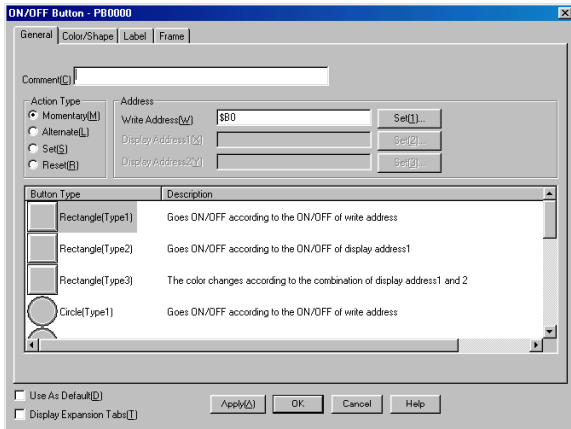 ON/OFF Button - PB0000
General Color/Shape Label Frame
Comment(C)
Action Type
Momentary(M)
Alternate(L)
Set(S)
Reset(R)
Address
Write Address(W) $B0 Set(1)...
Display Address1(X) Set(2)...
Display Address2(Y) Set(3)...
Button Type Description
Rectangle(Type1) Goes ON/OFF according to the ON/OFF of write address
Rectangle(Type2) Goes ON/OFF according to the ON/OFF of display address1
Rectangle(Type3) The color changes according to the combination of display address1 and 2
Circle(Type1) Goes ON/OFF according to the ON/OFF of write address
Use As Default(D)
Display Expansion Tabs(T)
Apply(A) OK Cancel Help